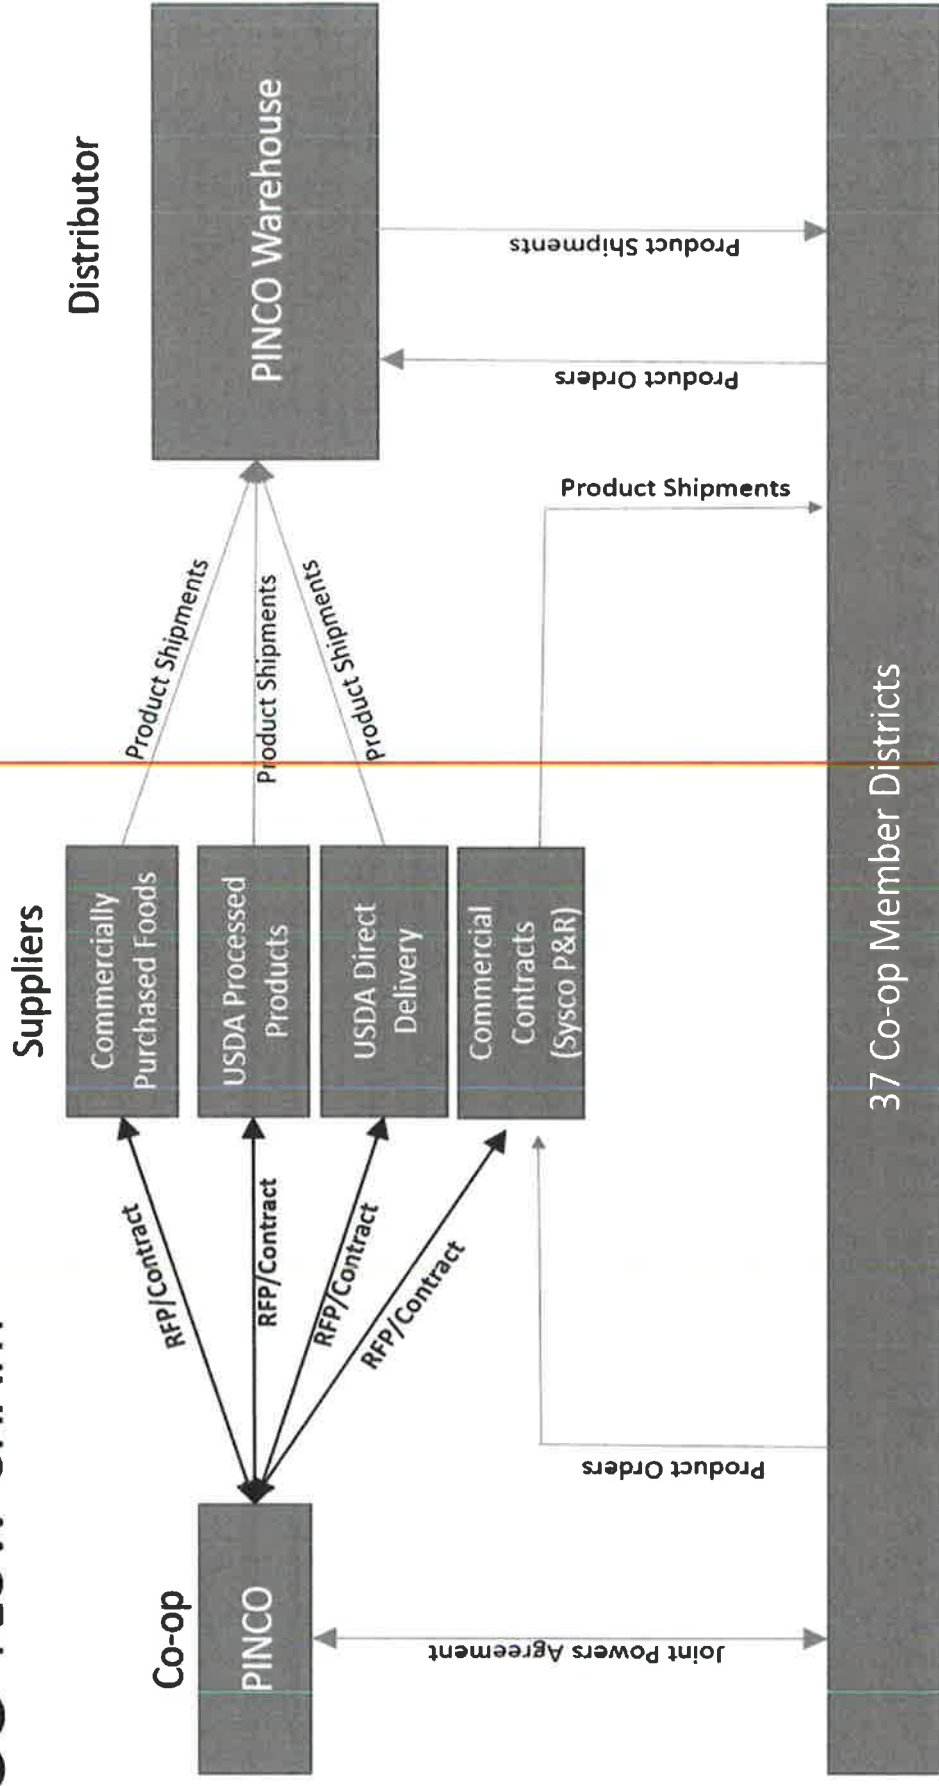 Co-op
Suppliers
Distributor
PINCO
RFP/Contract
RFP/Contract
RFP/Contract
RFP/Contract
Commercially
Purchased Foods
USDA Processed
Products
USDA Direct
Delivery
Commercial
Contracts
(Sysco P&R)
Product Shipments
Product Shipments
Product Shipments
PINCO Warehouse
Joint Powers Agreement
Product Orders
Product Shipments
Product Orders
Product Shipments
37 Co-op Member Districts